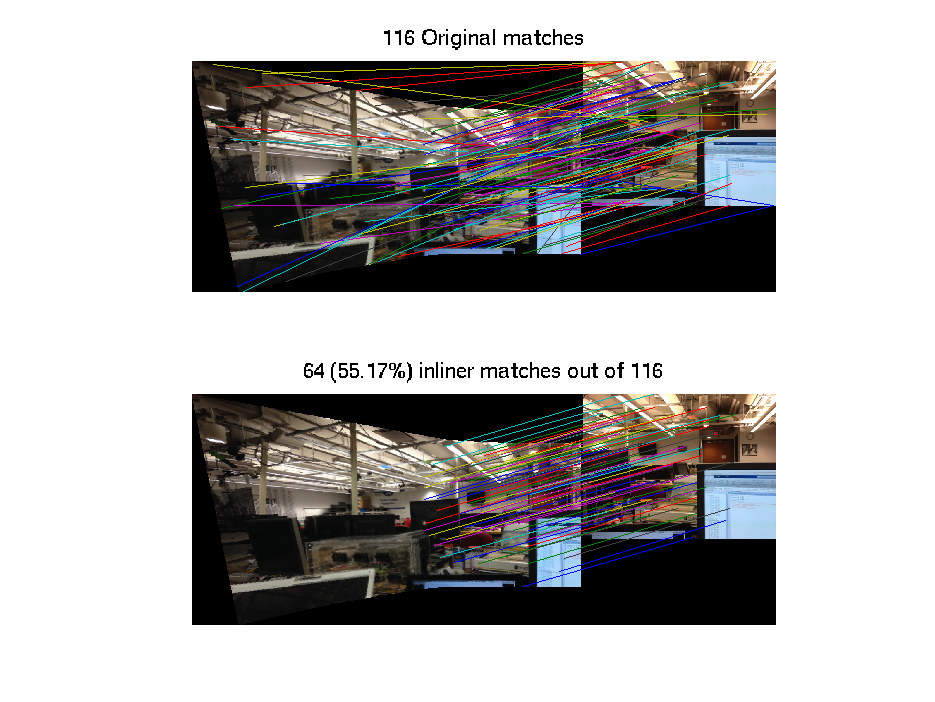 116 Original matches
64 (55.17%) inliner matches out of 116